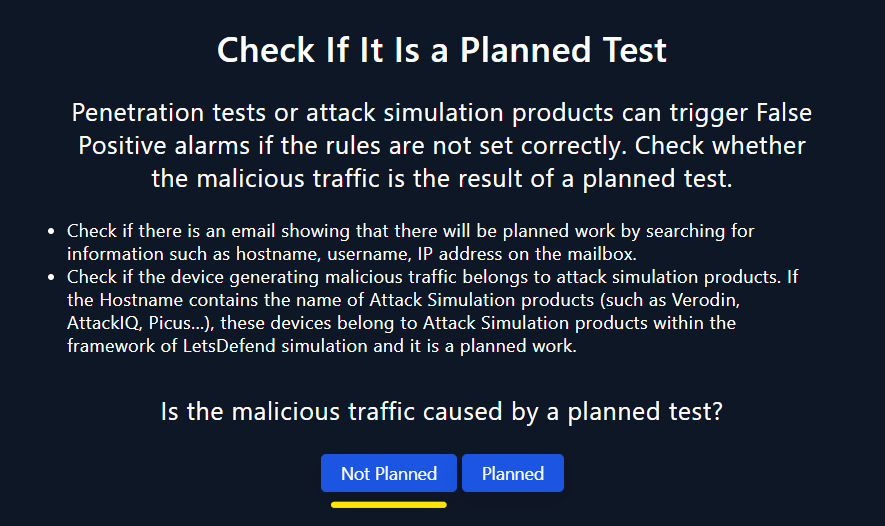 Check If It Is a Planned Test
Penetration tests or attack simulation products can trigger False
Positive alarms if the rules are not set correctly. Check whether
the malicious traffic is the result of a planned test.
• Check if there is an email showing that there will be planned work by searching for
information such as hostname, username, IP address on the mailbox.
• Check if the device generating malicious traffic belongs to attack simulation products. If
the Hostname contains the name of Attack Simulation products (such as Verodin,
AttackIQ, Picus...), these devices belong to Attack Simulation products within the
framework of LetsDefend simulation and it is a planned work.
Is the malicious traffic caused by a planned test?
Not Planned Planned